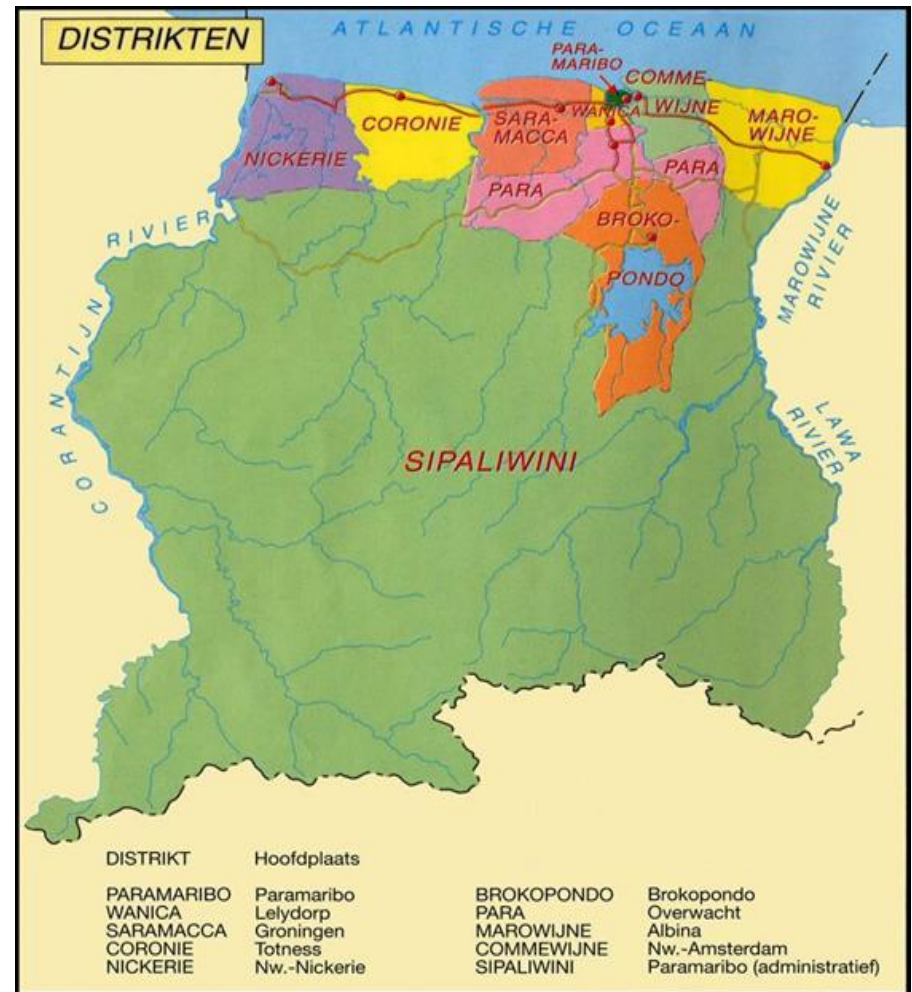 DISTRIKTEN
ATLANTISCHE OCEAAN
PARA-
MARIBO
COMME-
WIJNE
WANICA
MARO-
WIJNE
CORONIE
SARA-
MACCA
NICKERIE
PARA
PARA
BROKO-
PONDO
RIVIER
CORANTIJN
MAROWIJNE
RIVIER
LAWA
RIVIER
SIPALIWINI
DISTRIKT Hoofdplaats
PARAMARIBO Paramaribo
WANICA Lelydorp
SARAMACCA Groningen
CORONIE Totness
NICKERIE Nw.-Nickerie
BROKOPONDO Brokopondo
PARA Overwacht
MAROWIJNE Albina
COMMEWIJNE Nw.-Amsterdam
SIPALIWINI Paramaribo (administratief)